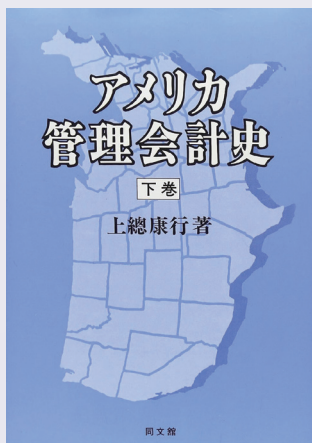 アメリカ
管理会計史
下巻
上總康行著
同文舘